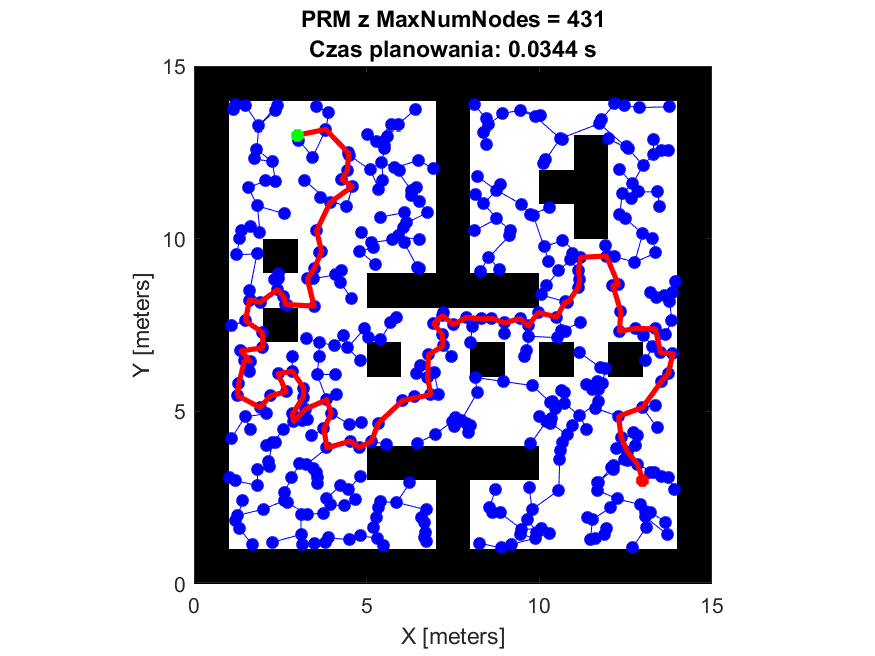 PRM z MaxNumNodes = 431
Czas planowania: 0.0344 s
15
10
5
0
Y [meters]
0 5 10 15
X [meters]